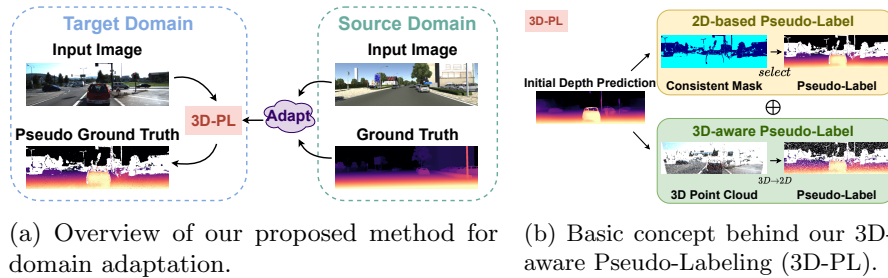 Target Domain
Input Image
Pseudo Ground Truth
3D-PL
Adapt
Source Domain
Input Image
Ground Truth
(a) Overview of our proposed method for
domain adaptation.
3D-PL
Initial Depth Prediction
2D-based Pseudo-Label
select
Consistent Mask
Pseudo-Label
⊕
3D-aware Pseudo-Label
3D→2D
3D Point Cloud
Pseudo-Label
(b) Basic concept behind our 3D-
aware Pseudo-Labeling (3D-PL).